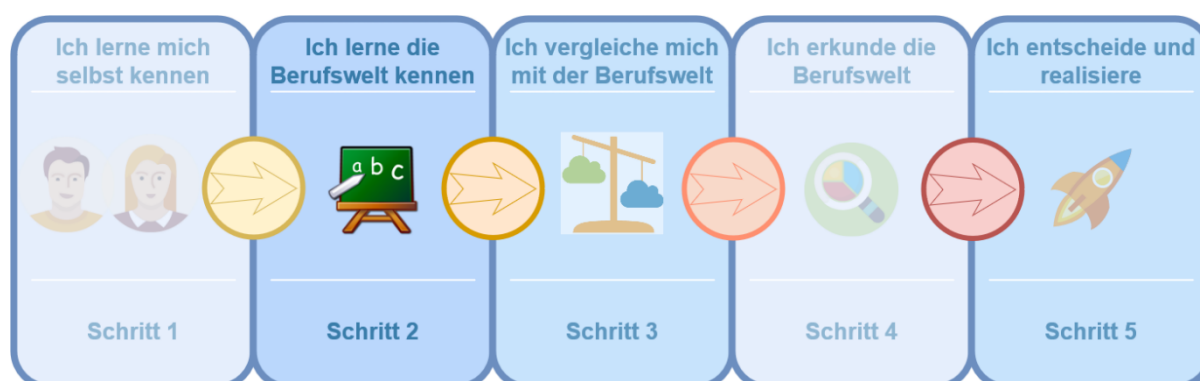 Ich lerne mich
selbst kennen
Schritt 1
Ich lerne die
Berufswelt kennen
a b c
Schritt 2
Ich vergleiche mich
mit der Berufswelt
Schritt 3
Ich erkunde die
Berufswelt
Schritt 4
Ich entscheide und
realisiere
Schritt 5